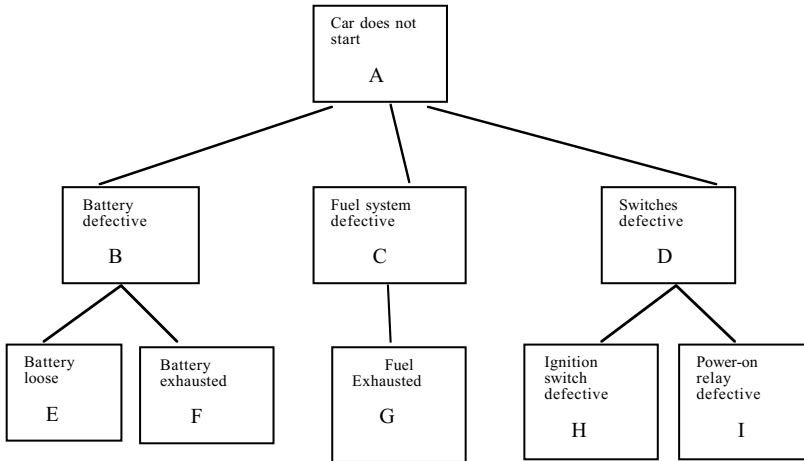 Car does not
start
A
Battery
defective
B
Fuel system
defective
C
Switches
defective
D
Battery
loose
E
Battery
exhausted
F
Fuel
Exhausted
G
Ignition
switch
defective
H
Power-on
relay
defective
I